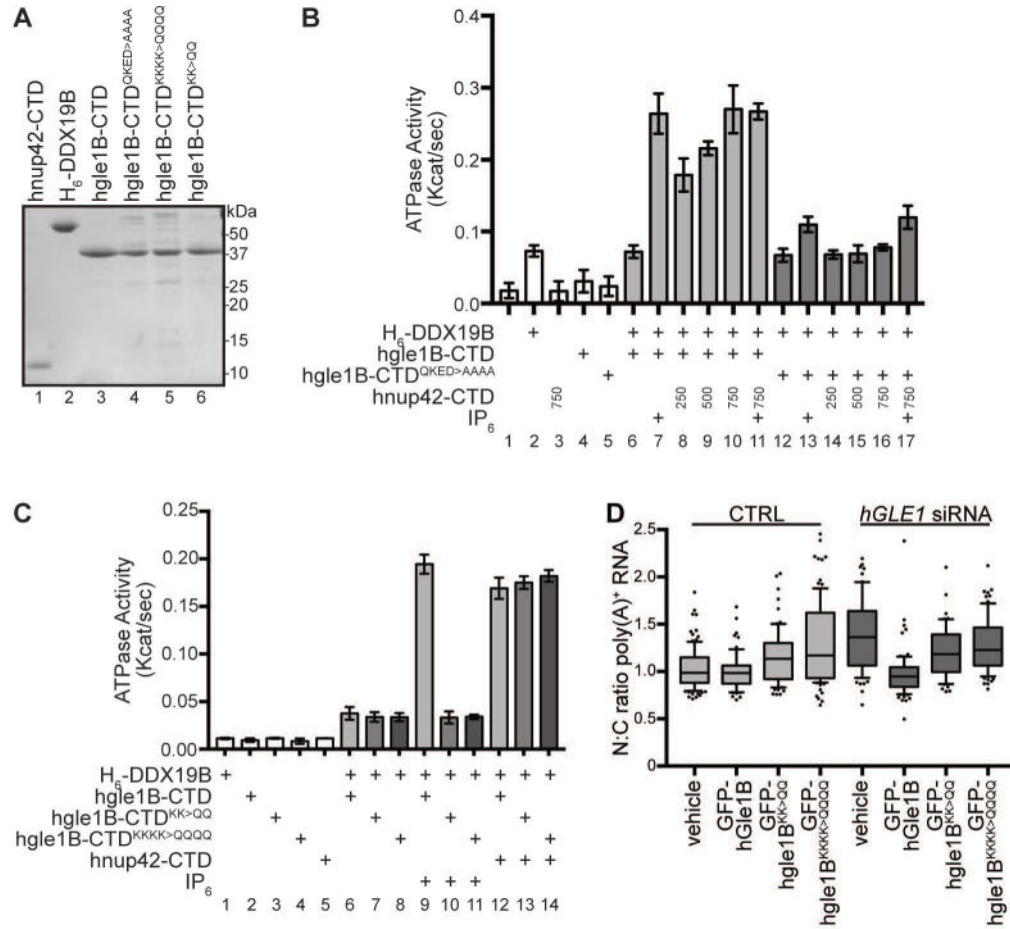 A
hnup42-CTD
H6-DDX19B
hgle1B-CTD
hgle1B-CTDQKED>AAAA
hgle1B-CTDKKKK>QQQQ
hgle1B-CTDKK>QQ
kDa
-50
-37
-25
-20
-15
-10
1 2 3 4 5 6
B
ATPase Activity
(Kcat/sec)
0.4
0.3
0.2
0.1
0.0
H6-DDX19B + + + + + + + + + + + + +
hgle1B-CTD + + + + + + +
hgle1B-CTDQKED>AAAA + + + + + + +
hnup42-CTD 750 250 500 750 750 250 500 750 750
IP6 + + + +
1 2 3 4 5 6 7 8 9 10 11 12 13 14 15 16 17
C
ATPase Activity
(Kcat/sec)
0.25
0.20
0.15
0.10
0.05
0.00
H6-DDX19B + + + + + + + + + +
hgle1B-CTD + + + +
hgle1B-CTDKK>QQ + + + +
hgle1B-CTDKKKK>QQQQ + + + +
hnup42-CTD + + + +
IP6 + + +
1 2 3 4 5 6 7 8 9 10 11 12 13 14
D
CTRL
hGLE1 siRNA
N:C ratio poly(A)+ RNA
2.5
2.0
1.5
1.0
0.5
0
vehicle
GFP-
hGle1B
GFP-
hgle1BKK>QQ
GFP-
hgle1BKKKK>QQQQ
vehicle
GFP-
hGle1B
GFP-
hgle1BKK>QQ
GFP-
hgle1BKKKK>QQQQ